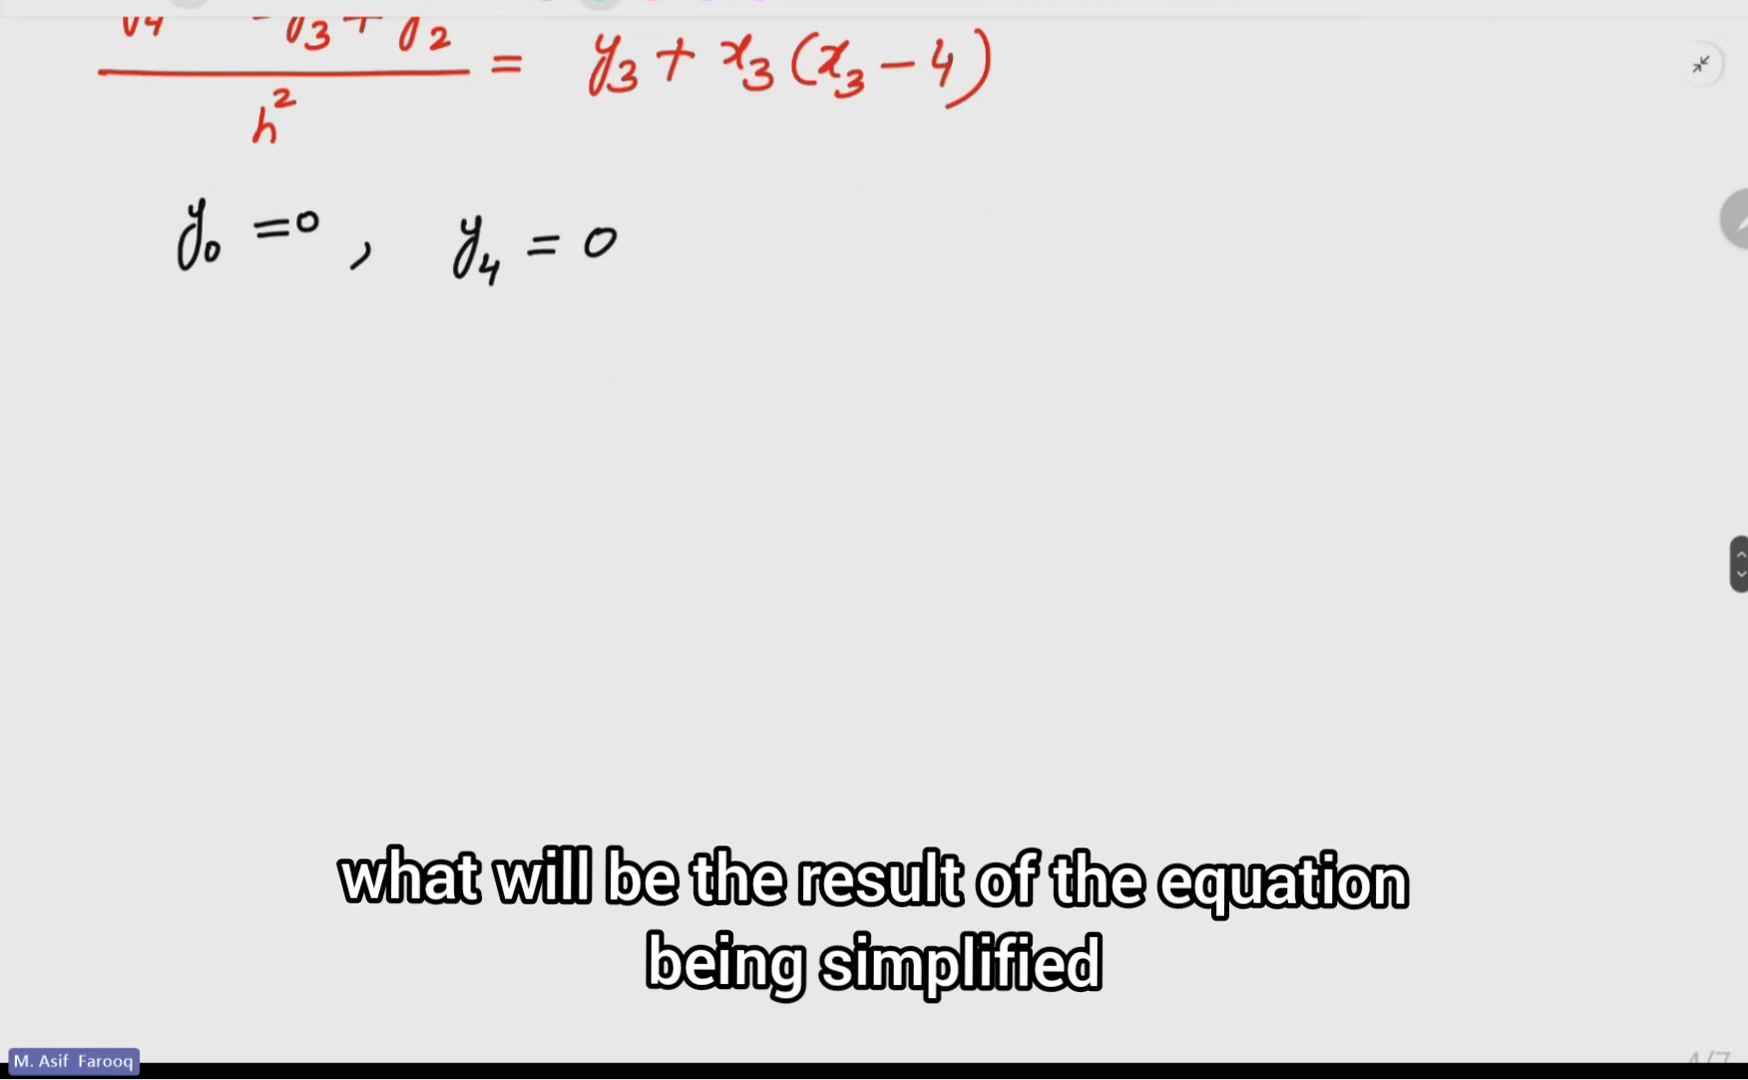 = y₃ + x₃ (x₃ − 4)
h²
y₀ = 0 , y₄ = 0
what will be the result of the equation
being simplified
M. Asif Farooq